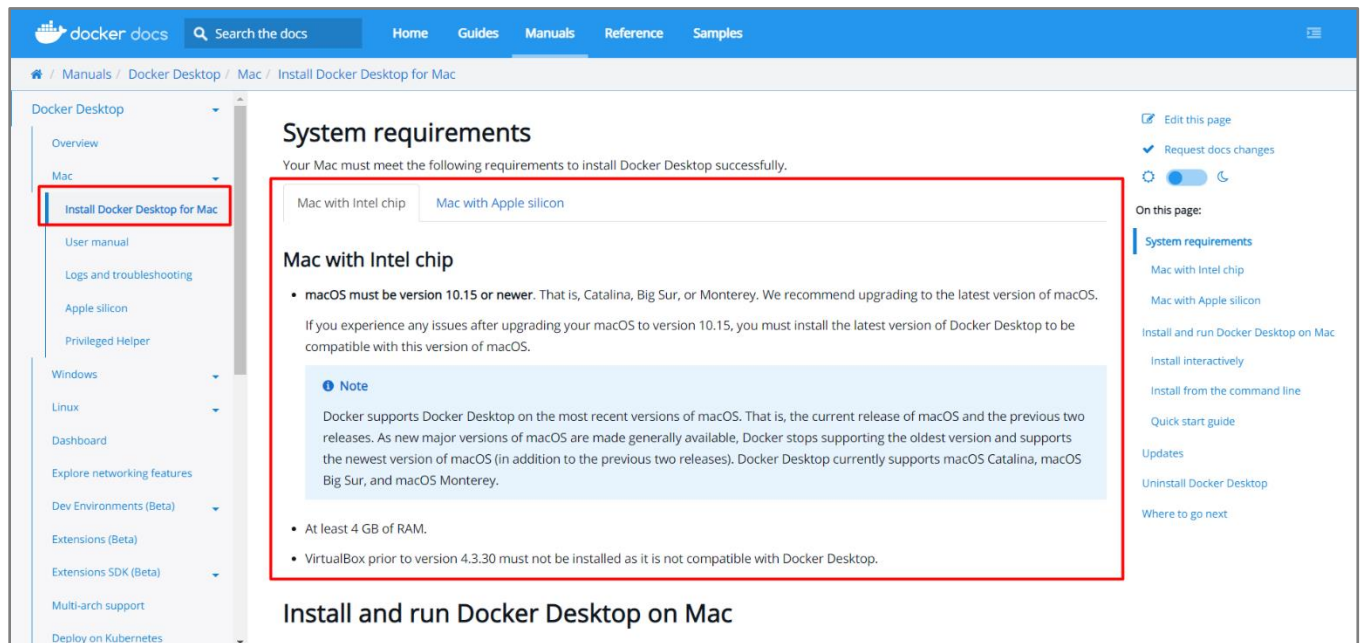 docker docs
Search the docs
Home
Guides
Manuals
Reference
Samples
/ Manuals / Docker Desktop / Mac / Install Docker Desktop for Mac
Docker Desktop
Overview
Mac
Install Docker Desktop for Mac
User manual
Logs and troubleshooting
Apple silicon
Privileged Helper
Windows
Linux
Dashboard
Explore networking features
Dev Environments (Beta)
Extensions (Beta)
Extensions SDK (Beta)
Multi-arch support
Deploy on Kubernetes
System requirements
Your Mac must meet the following requirements to install Docker Desktop successfully.
Mac with Intel chip
Mac with Apple silicon
Mac with Intel chip
• macOS must be version 10.15 or newer. That is, Catalina, Big Sur, or Monterey. We recommend upgrading to the latest version of macOS.
If you experience any issues after upgrading your macOS to version 10.15, you must install the latest version of Docker Desktop to be
compatible with this version of macOS.
Note
Docker supports Docker Desktop on the most recent versions of macOS. That is, the current release of macOS and the previous two
releases. As new major versions of macOS are made generally available, Docker stops supporting the oldest version and supports
the newest version of macOS (in addition to the previous two releases). Docker Desktop currently supports macOS Catalina, macOS
Big Sur, and macOS Monterey.
• At least 4 GB of RAM.
• VirtualBox prior to version 4.3.30 must not be installed as it is not compatible with Docker Desktop.
Install and run Docker Desktop on Mac
Edit this page
Request docs changes
On this page:
System requirements
Mac with Intel chip
Mac with Apple silicon
Install and run Docker Desktop on Mac
Install interactively
Install from the command line
Quick start guide
Updates
Uninstall Docker Desktop
Where to go next